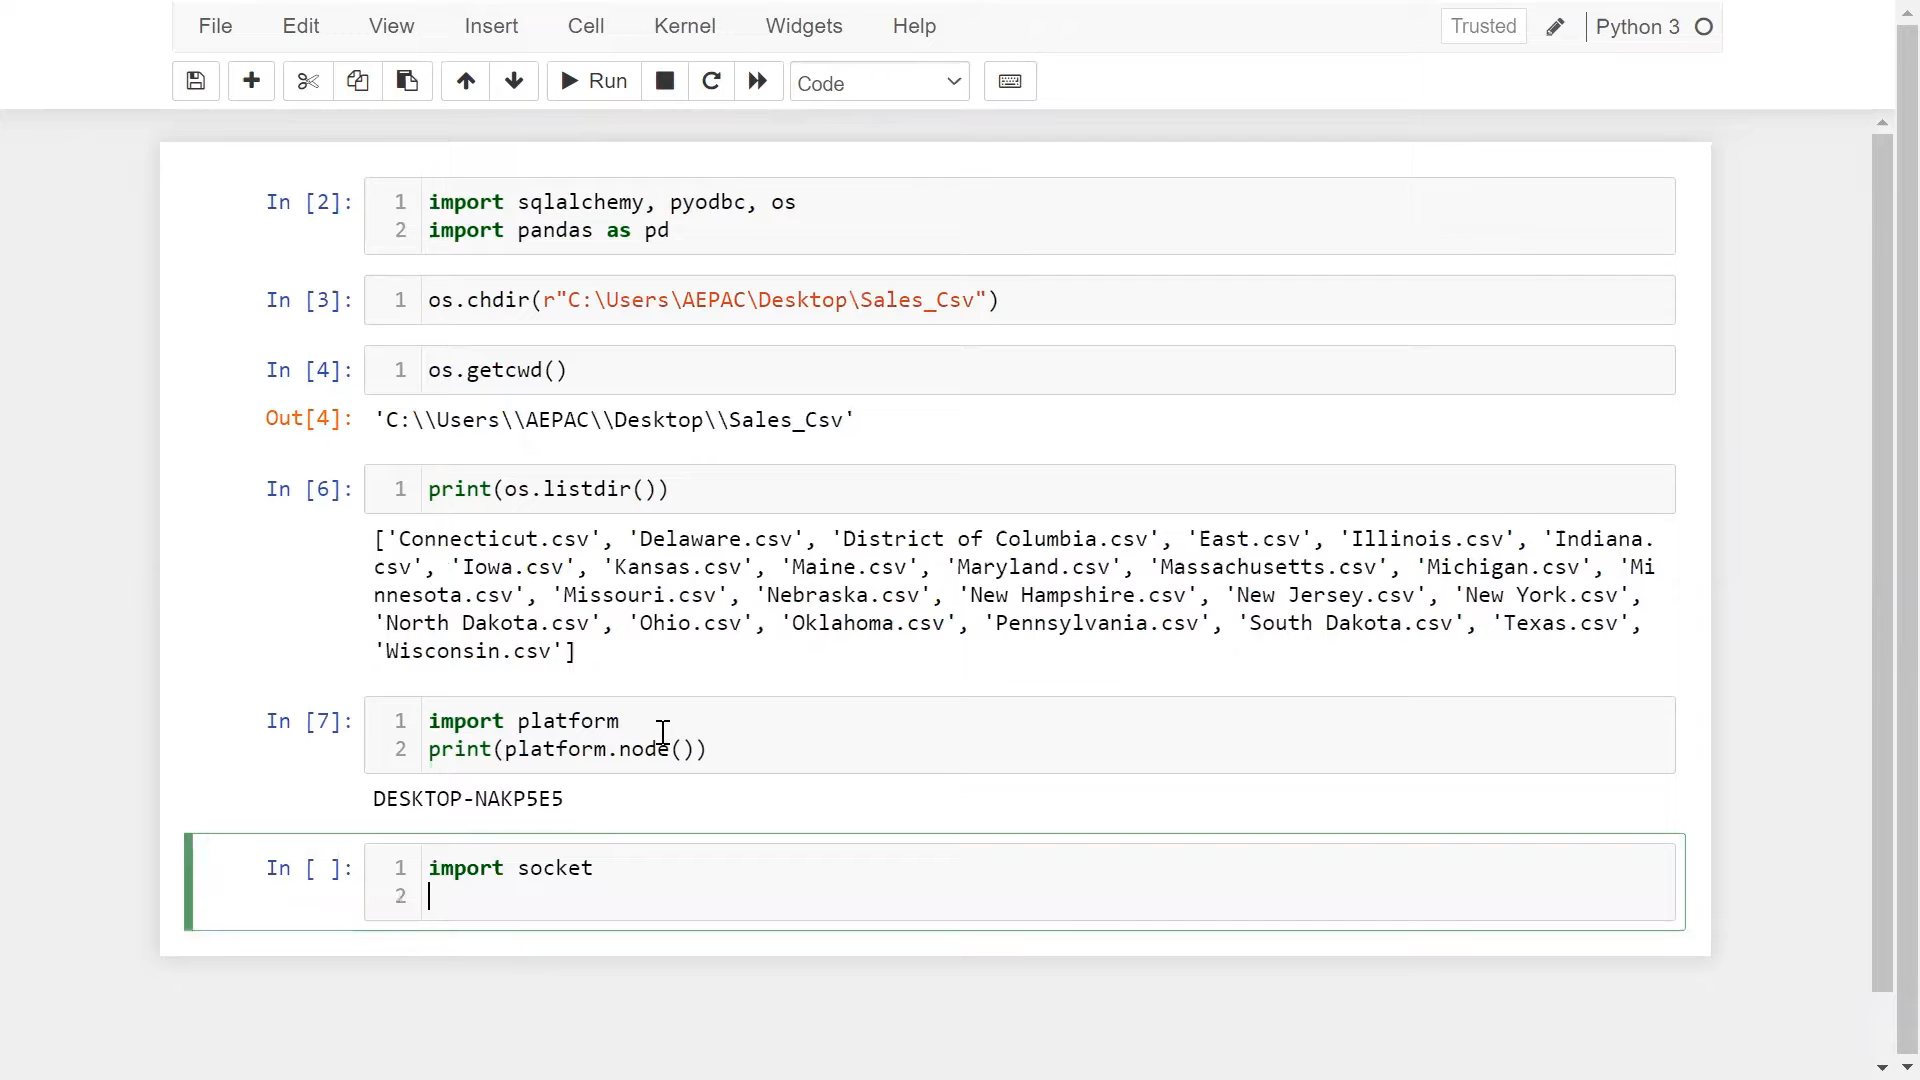 File Edit View Insert Cell Kernel Widgets Help Trusted Python 3
Run Code
In [2]: 1 import sqlalchemy, pyodbc, os
2 import pandas as pd
In [3]: 1 os.chdir(r"C:\Users\AEPAC\Desktop\Sales_Csv")
In [4]: 1 os.getcwd()
Out[4]: 'C:\\Users\\AEPAC\\Desktop\\Sales_Csv'
In [6]: 1 print(os.listdir())
['Connecticut.csv', 'Delaware.csv', 'District of Columbia.csv', 'East.csv', 'Illinois.csv', 'Indiana.
csv', 'Iowa.csv', 'Kansas.csv', 'Maine.csv', 'Maryland.csv', 'Massachusetts.csv', 'Michigan.csv', 'Mi
nnesota.csv', 'Missouri.csv', 'Nebraska.csv', 'New Hampshire.csv', 'New Jersey.csv', 'New York.csv',
'North Dakota.csv', 'Ohio.csv', 'Oklahoma.csv', 'Pennsylvania.csv', 'South Dakota.csv', 'Texas.csv',
'Wisconsin.csv']
In [7]: 1 import platform
2 print(platform.node())
DESKTOP-NAKP5E5
In [ ]: 1 import socket
2